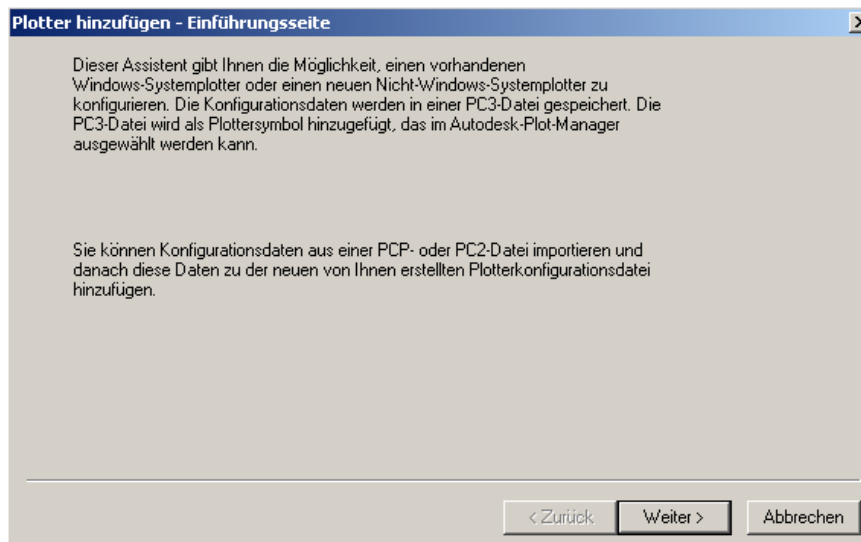 Plotter hinzufügen - Einführungsseite
Dieser Assistent gibt Ihnen die Möglichkeit, einen vorhandenen
Windows-Systemplotter oder einen neuen Nicht-Windows-Systemplotter zu
konfigurieren. Die Konfigurationsdaten werden in einer PC3-Datei gespeichert. Die
PC3-Datei wird als Plottersymbol hinzugefügt, das im Autodesk-Plot-Manager
ausgewählt werden kann.
Sie können Konfigurationsdaten aus einer PCP- oder PC2-Datei importieren und
danach diese Daten zu der neuen von Ihnen erstellten Plotterkonfigurationsdatei
hinzufügen.
< Zurück Weiter > Abbrechen